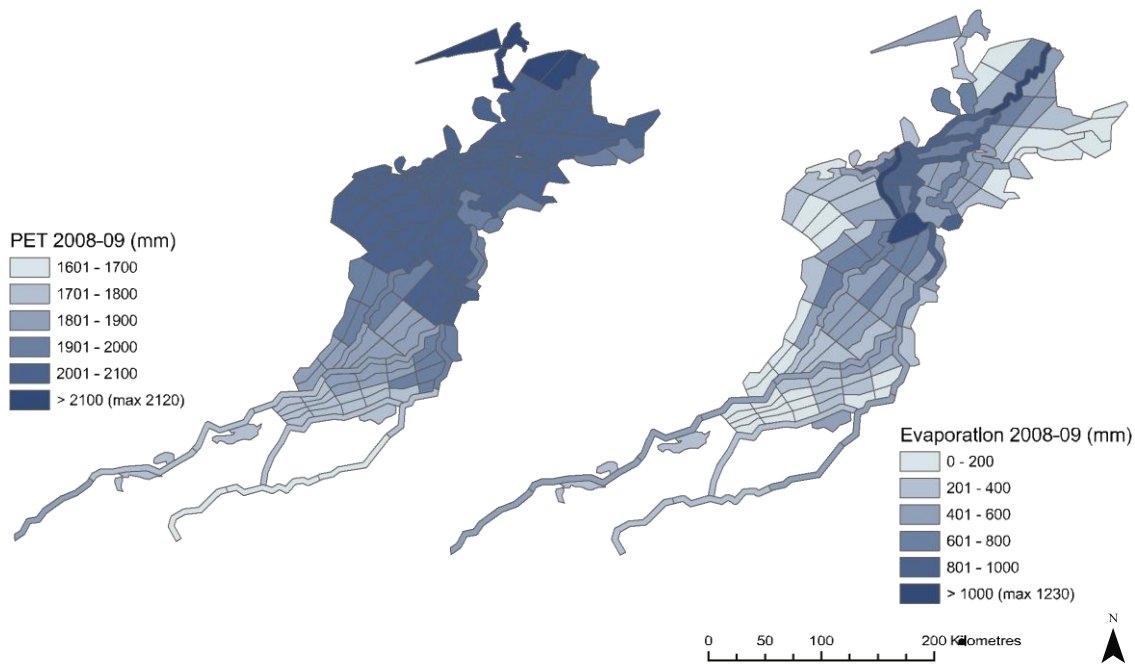 PET 2008-09 (mm)
1601 - 1700
1701 - 1800
1801 - 1900
1901 - 2000
2001 - 2100
> 2100 (max 2120)
Evaporation 2008-09 (mm)
0 - 200
201 - 400
401 - 600
601 - 800
801 - 1000
> 1000 (max 1230)
N
0 50 100 200 Kilometres